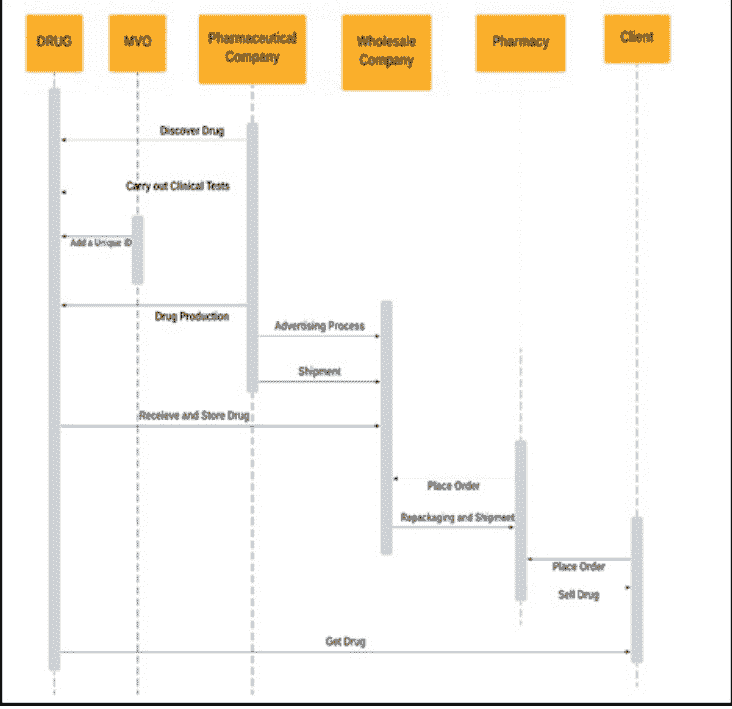 DRUG
MVO
Pharmaceutical
Company
Wholesale
Company
Pharmacy
Client
Discover Drug
Carry out Clinical Tests
Add a Unique ID
Drug Production
Advertising Process
Shipment
Receieve and Store Drug
Place Order
Repackaging and Shipment
Place Order
Sell Drug
Get Drug